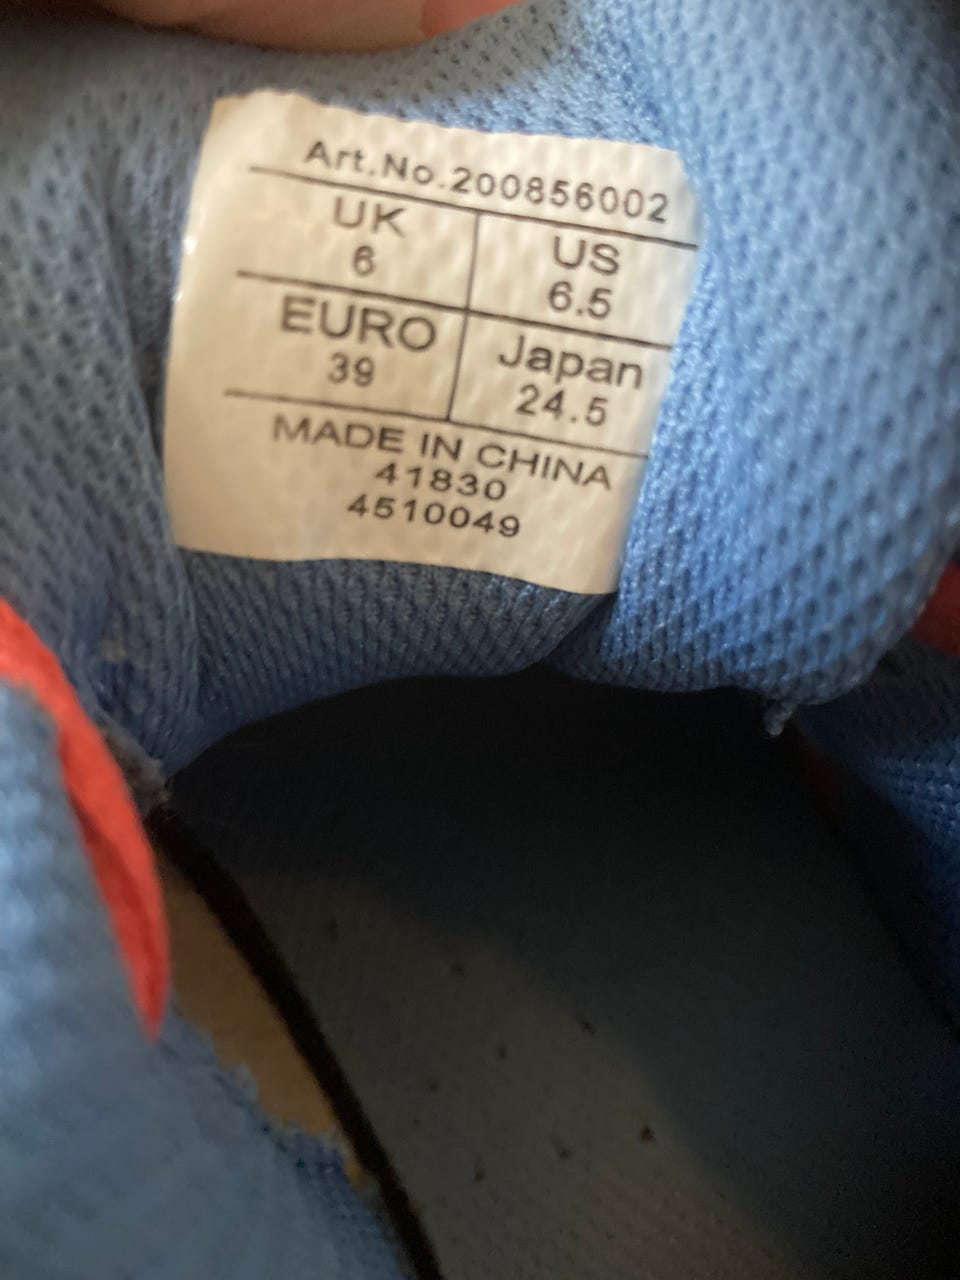 Art.No.200856002
UK US
6 6.5
EURO Japan
39 24.5
MADE IN CHINA
41830
4510049